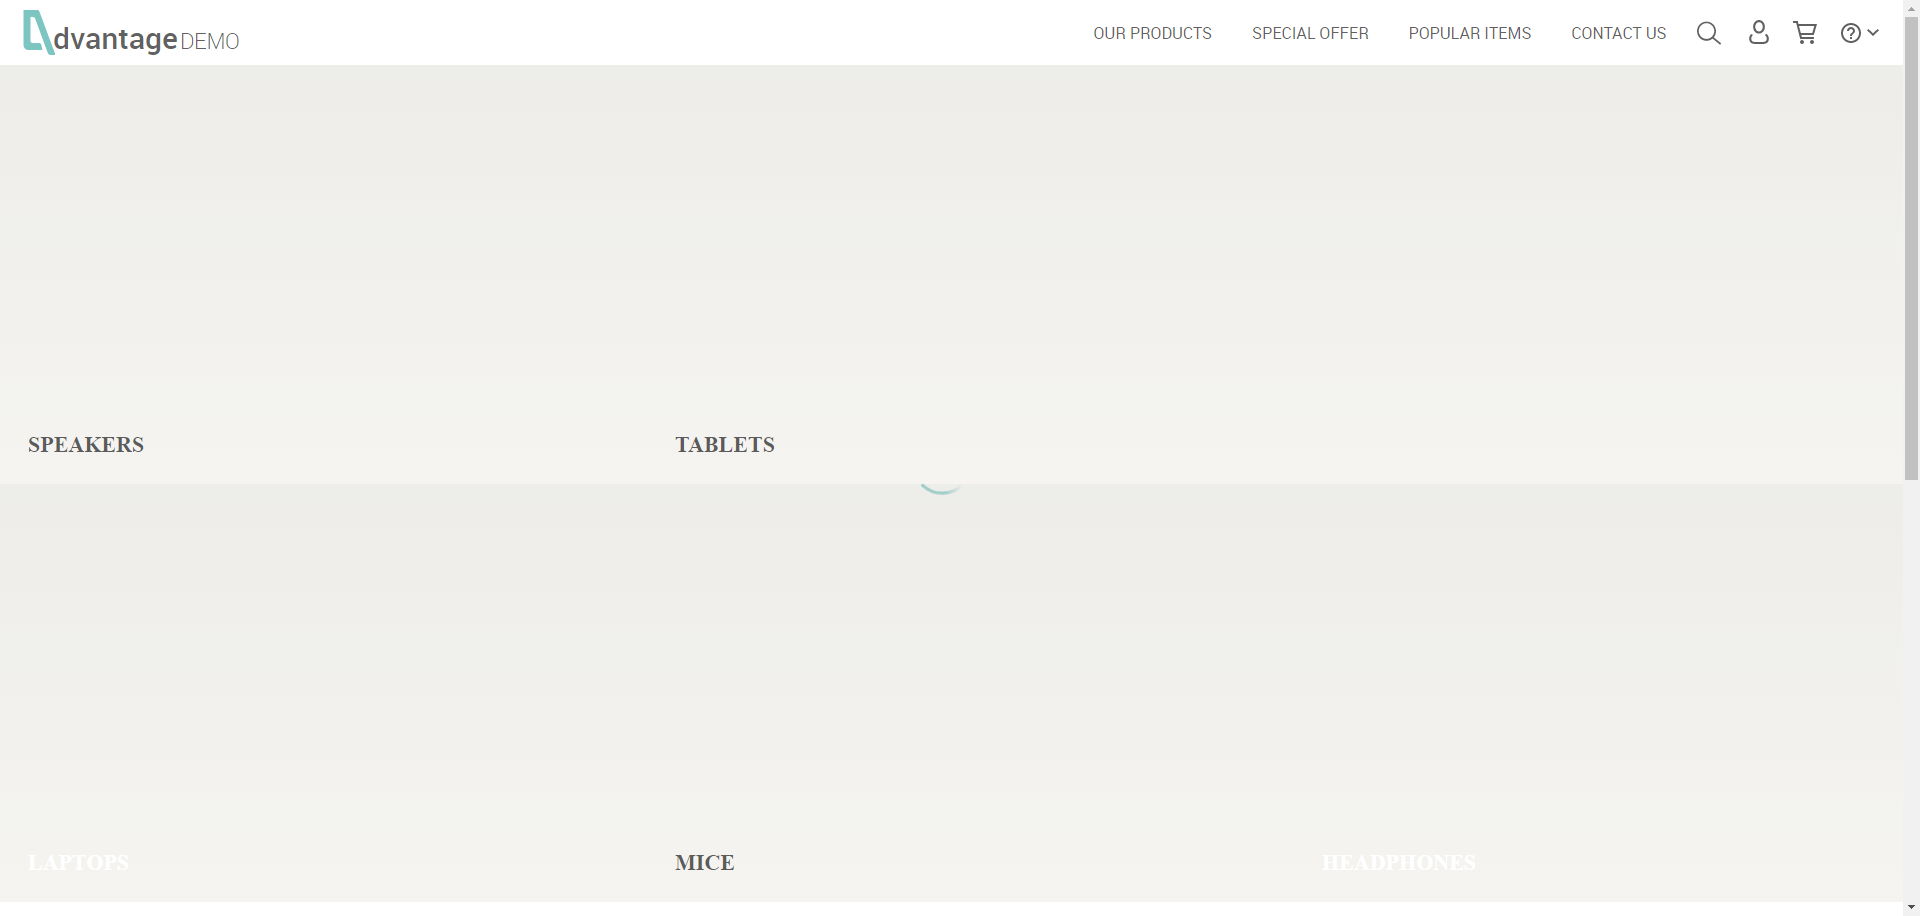 dvantage DEMO
OUR PRODUCTS SPECIAL OFFER POPULAR ITEMS CONTACT US
SPEAKERS TABLETS
LAPTOPS MICE HEADPHONES